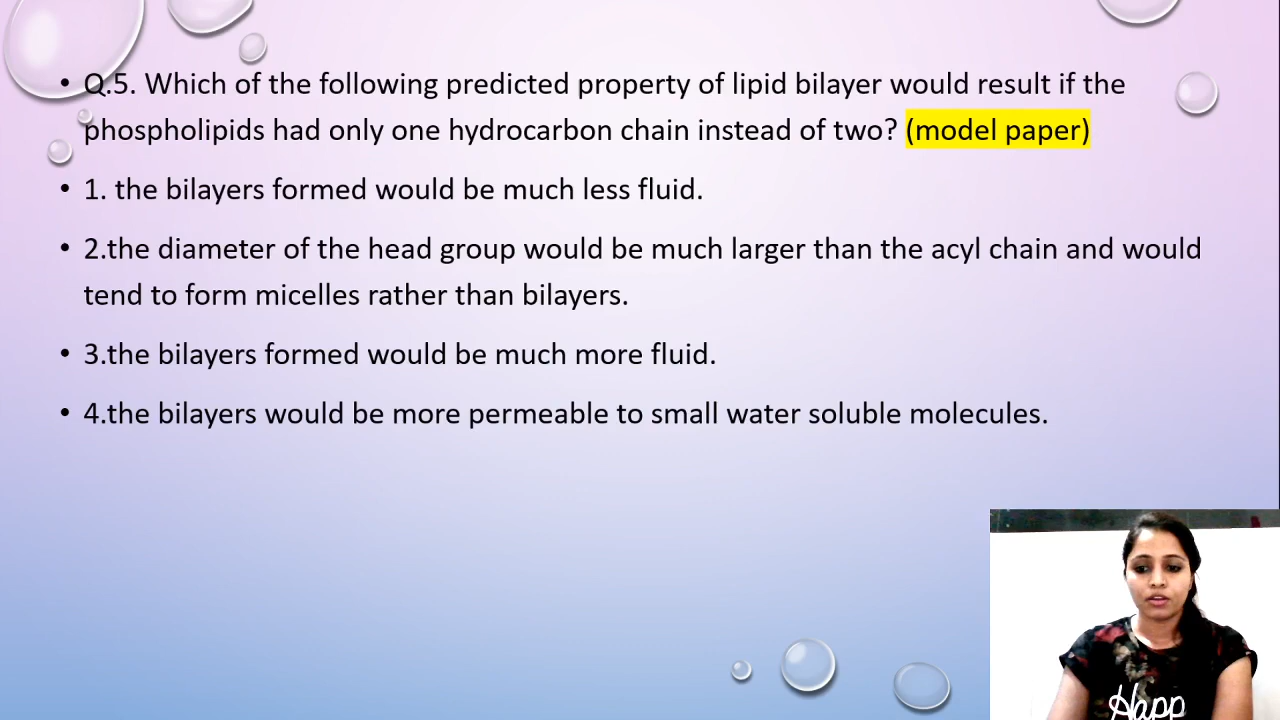 • Q.5. Which of the following predicted property of lipid bilayer would result if the
phospholipids had only one hydrocarbon chain instead of two? (model paper)
• 1. the bilayers formed would be much less fluid.
• 2.the diameter of the head group would be much larger than the acyl chain and would
tend to form micelles rather than bilayers.
• 3.the bilayers formed would be much more fluid.
• 4.the bilayers would be more permeable to small water soluble molecules.
Happ